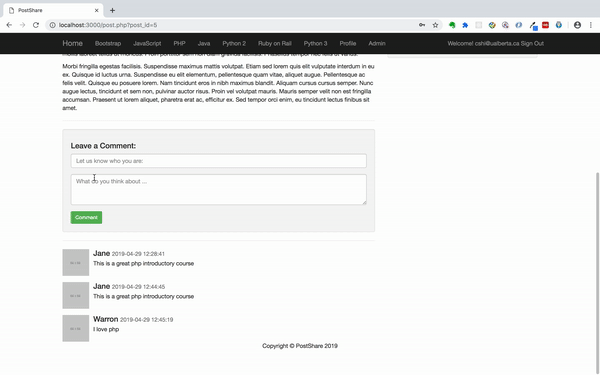 PostShare
localhost:3000/post.php?post_id=5
Home Bootstrap JavaScript PHP Java Python 2 Ruby on Rail Python 3 Profile Admin Welcome! oshi@ualberta.ca Sign Out
Morbi fringilla egestas facilisis. Suspendisse maximus mattis volutpat. Etiam sed lorem quis elit vulputate interdum eu
ex. Quisque id luctus urna. Suspendisse eu elit elementum, pellentesque quam vitae, aliquet augue. Pellentesque ac
felis velit. Quisque eu posuere lorem. Nam tincidunt eros in nibh maximus blandit. Aliquam cursus cursus semper. Nunc
augue lectus, tincidunt et sem non, pulvinar auctor risus. Proin vel volutpat mauris. Mauris semper velit non est fringilla
accumsan. Praesent ut lorem aliquet, pharetra erat ac, efficitur ex. Sed tempor orci enim, eu tincidunt lectus finibus sit
amet.
Leave a Comment:
Let us know who you are:
What do you think about ...
Comment
Jane 2019-04-29 12:28:41
This is a great php introductory course
Jane 2019-04-29 12:44:45
This is a great php introductory course
Warron 2019-04-29 12:45:19
I love php
Copyright © PostShare 2019